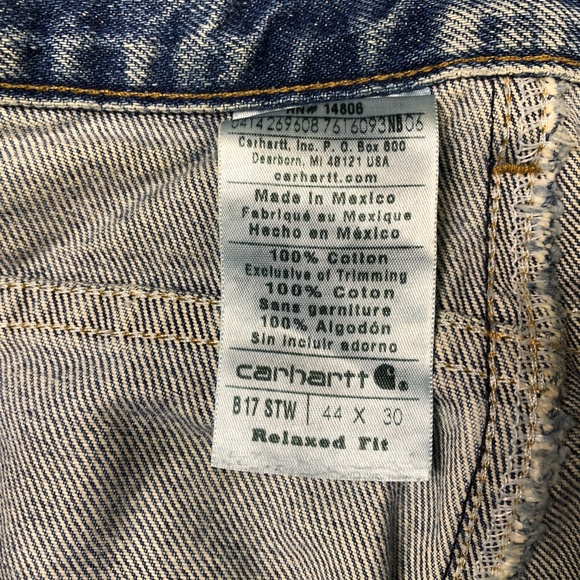 RN# 14806
0142696087616093NB06
Carhartt, Inc. P. O. Box 600
Dearborn, MI 48121 USA
carhartt.com
Made in Mexico
Fabriqué au Mexique
Hecho en México
100% Cotton
Exclusive of Trimming
100% Coton
Sans garniture
100% Algodón
Sin incluir adorno
carhartt
B17 STW 44 X 30
Relaxed Fit